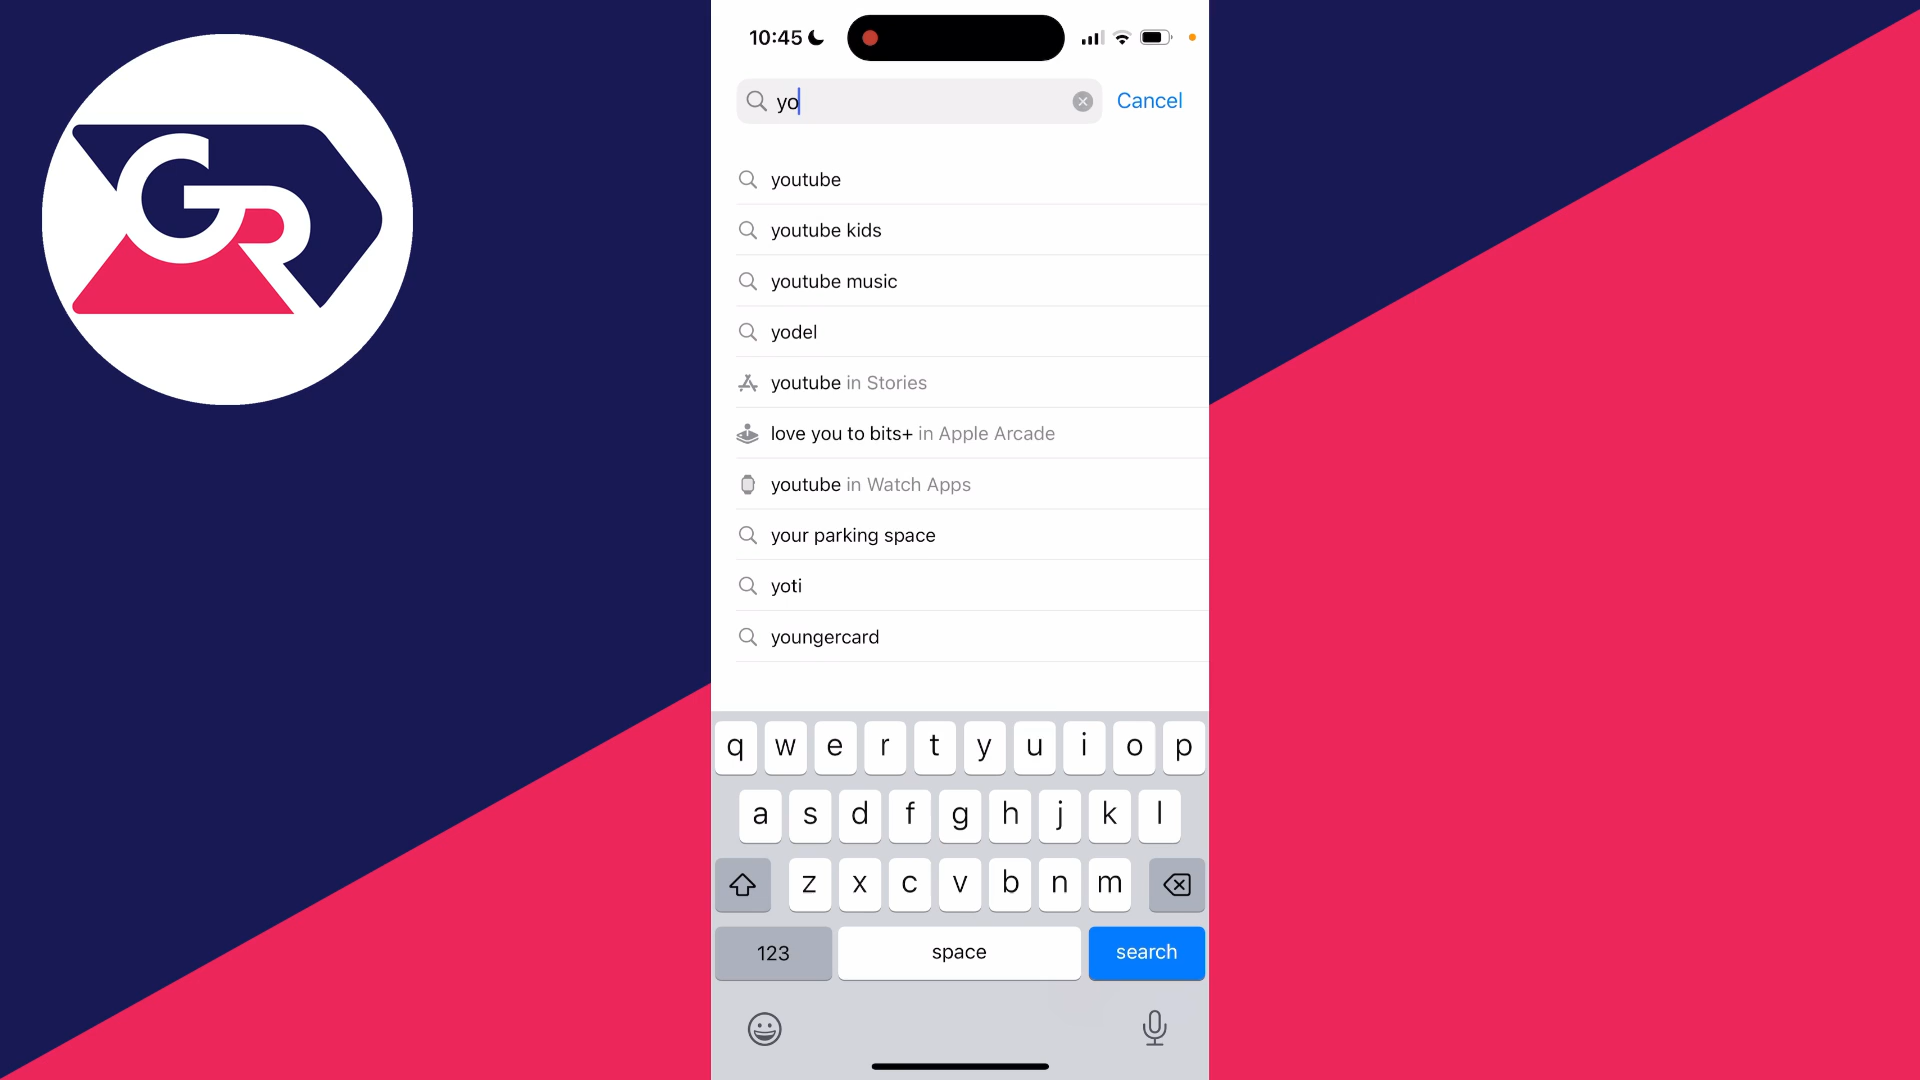 GR
10:45
yo
Cancel
youtube
youtube kids
youtube music
yodel
youtube in Stories
love you to bits+ in Apple Arcade
youtube in Watch Apps
your parking space
yoti
youngercard
q w e r t y u i o p
a s d f g h j k l
z x c v b n m
123 space search